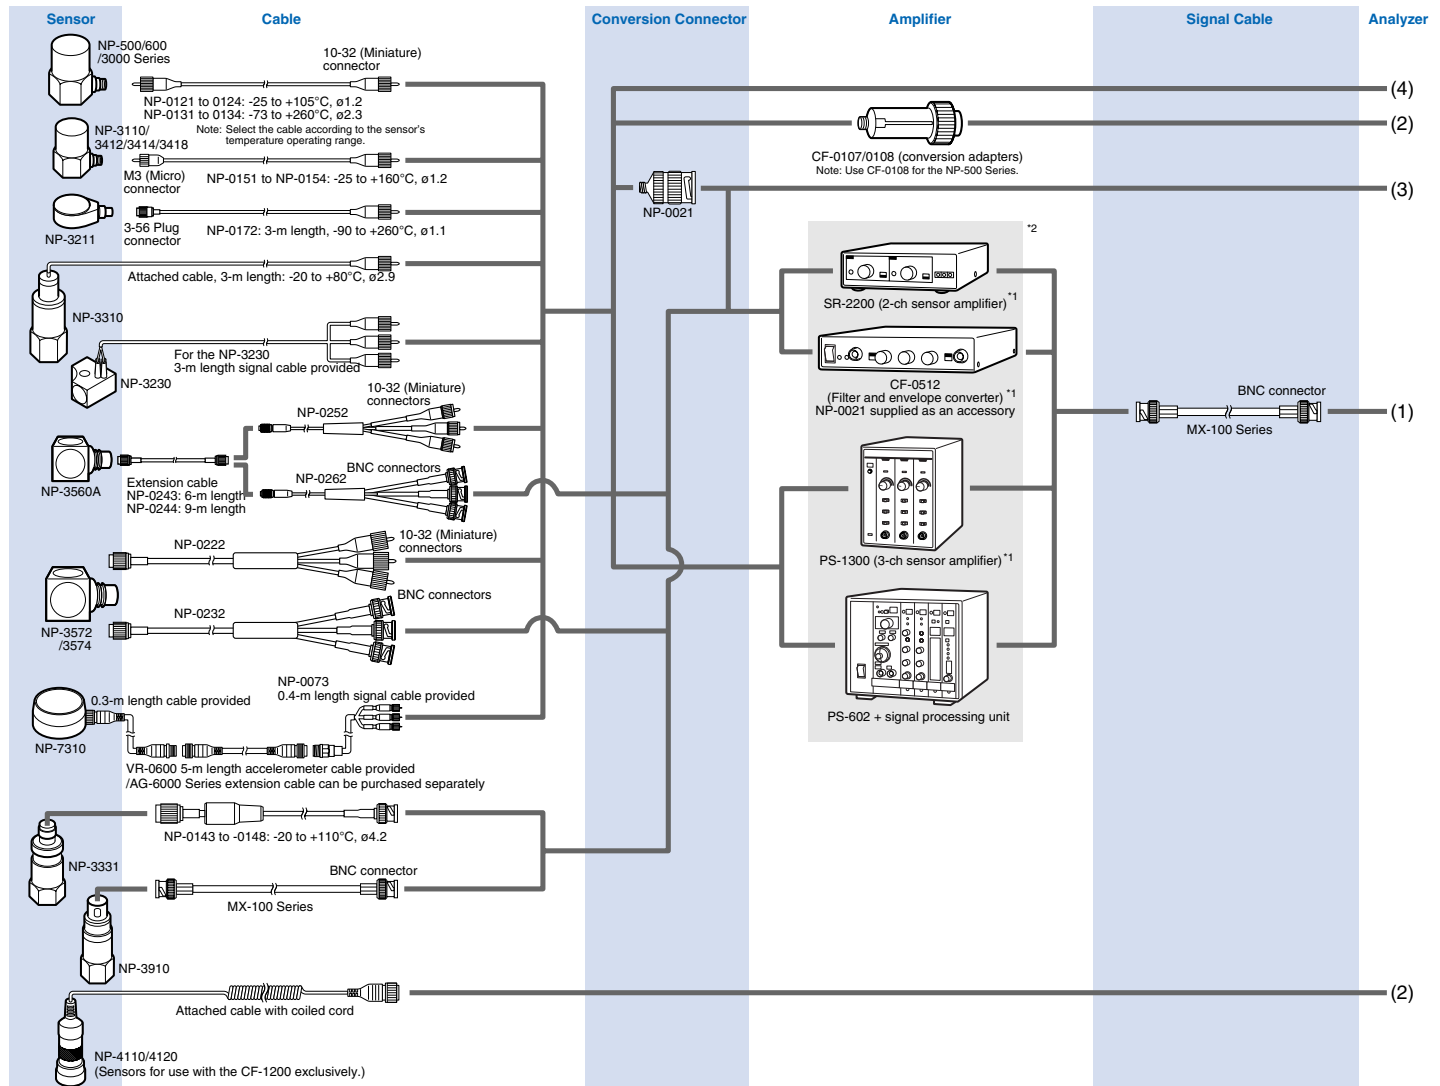 Sensor
Cable
Conversion Connector
Amplifier
Signal Cable
Analyzer
NP-500/600
/3000 Series
10-32 (Miniature)
connector
NP-0121 to 0124: -25 to +105°C, ø1.2
NP-0131 to 0134: -73 to +260°C, ø2.3
Note: Select the cable according to the sensor's
temperature operating range.
(4)
(2)
CF-0107/0108 (conversion adapters)
Note: Use CF-0108 for the NP-500 Series.
NP-3110/
3412/3414/3418
M3 (Micro)
connector
NP-0151 to NP-0154: -25 to +160°C, ø1.2
(3)
NP-0021
NP-3211
3-56 Plug
connector
NP-0172: 3-m length, -90 to +260°C, ø1.1
*2
Attached cable, 3-m length: -20 to +80°C, ø2.9
NP-3310
SR-2200 (2-ch sensor amplifier) *1
For the NP-3230
3-m length signal cable provided
NP-3230
CF-0512
(Filter and envelope converter) *1
NP-0021 supplied as an accessory
10-32 (Miniature)
connectors
NP-0252
BNC connector
MX-100 Series
(1)
NP-3560A
Extension cable
NP-0243: 6-m length
NP-0244: 9-m length
BNC connectors
NP-0262
NP-0222
10-32 (Miniature)
connectors
PS-1300 (3-ch sensor amplifier) *1
NP-3572
/3574
NP-0232
BNC connectors
NP-0073
0.4-m length signal cable provided
0.3-m length cable provided
NP-7310
PS-602 + signal processing unit
VR-0600 5-m length accelerometer cable provided
/AG-6000 Series extension cable can be purchased separately
NP-0143 to -0148: -20 to +110°C, ø4.2
NP-3331
BNC connector
MX-100 Series
NP-3910
Attached cable with coiled cord
(2)
NP-4110/4120
(Sensors for use with the CF-1200 exclusively.)